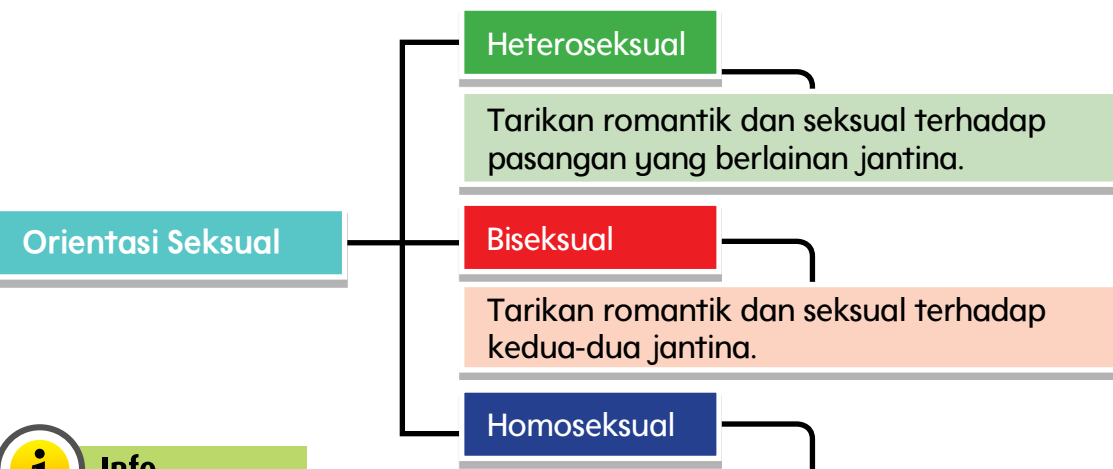 Heteroseksual
Tarikan romantik dan seksual terhadap
pasangan yang berlainan jantina.
Orientasi Seksual
Biseksual
Tarikan romantik dan seksual terhadap
kedua-dua jantina.
Homoseksual
i
Info